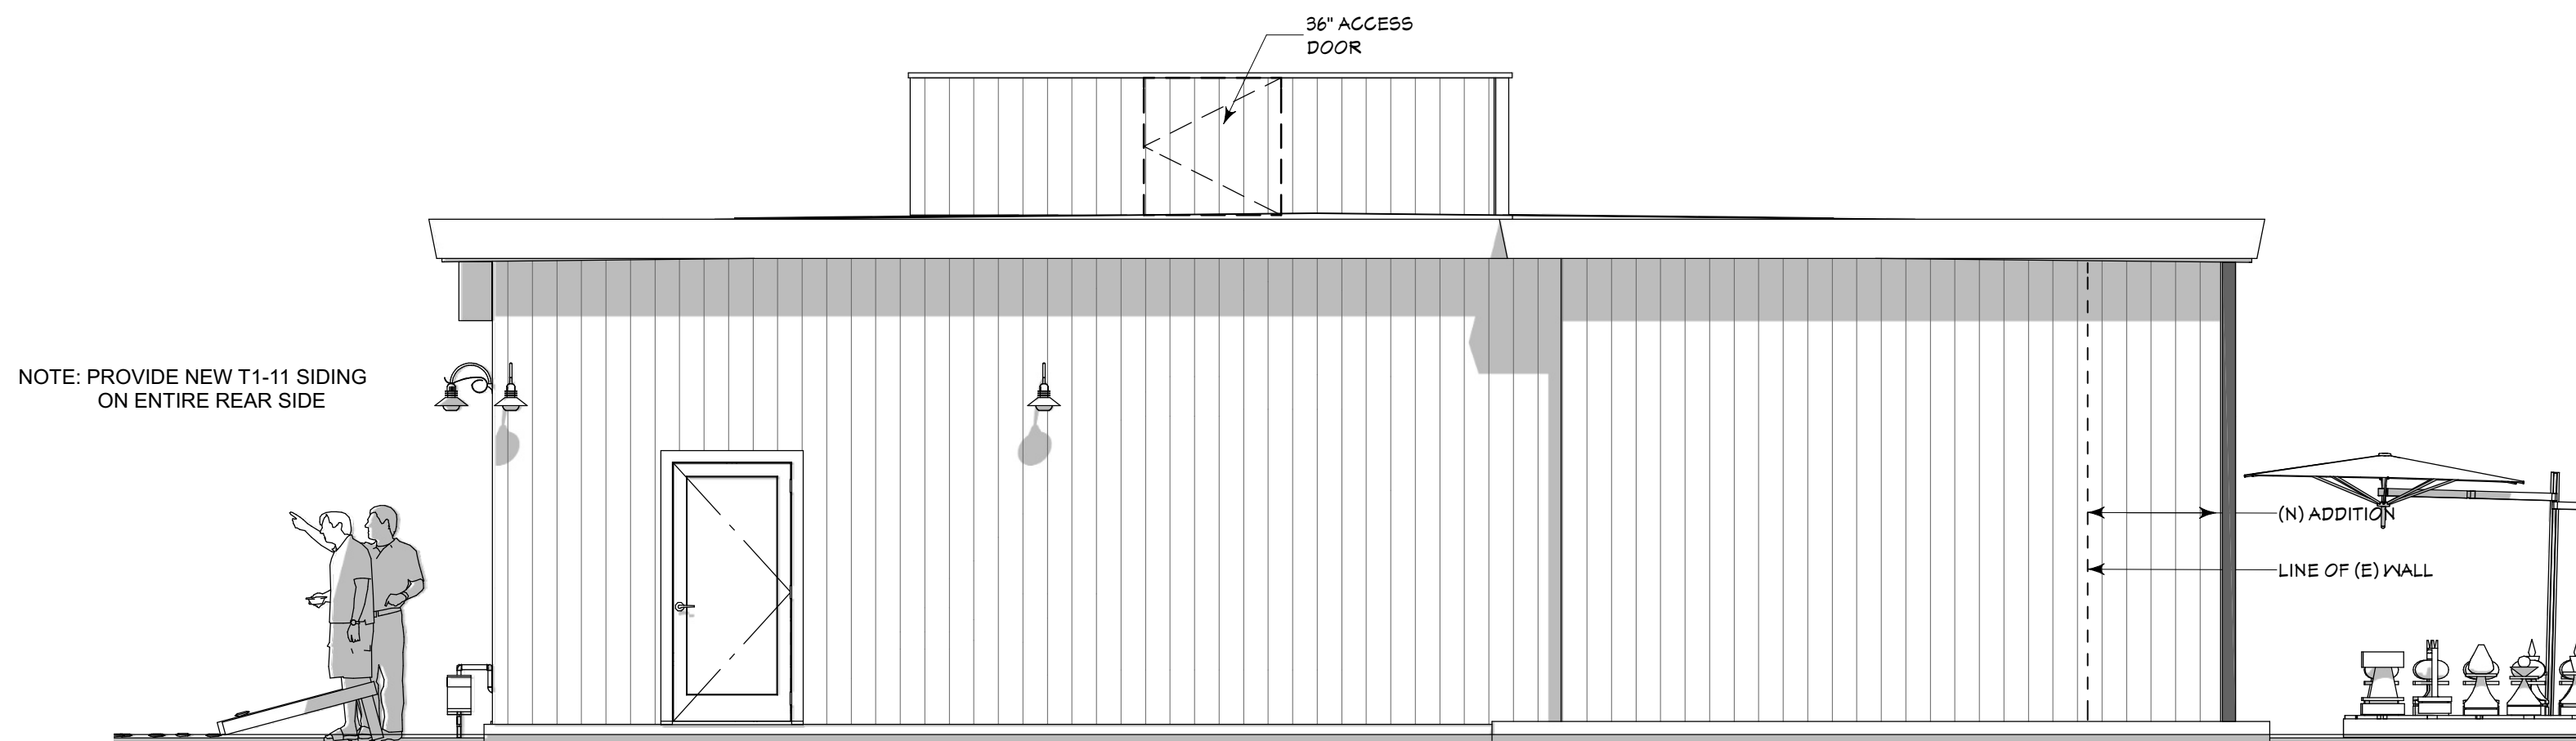 36" ACCESS
DOOR
NOTE: PROVIDE NEW T1-11 SIDING
ON ENTIRE REAR SIDE
(N) ADDITION
LINE OF (E) WALL